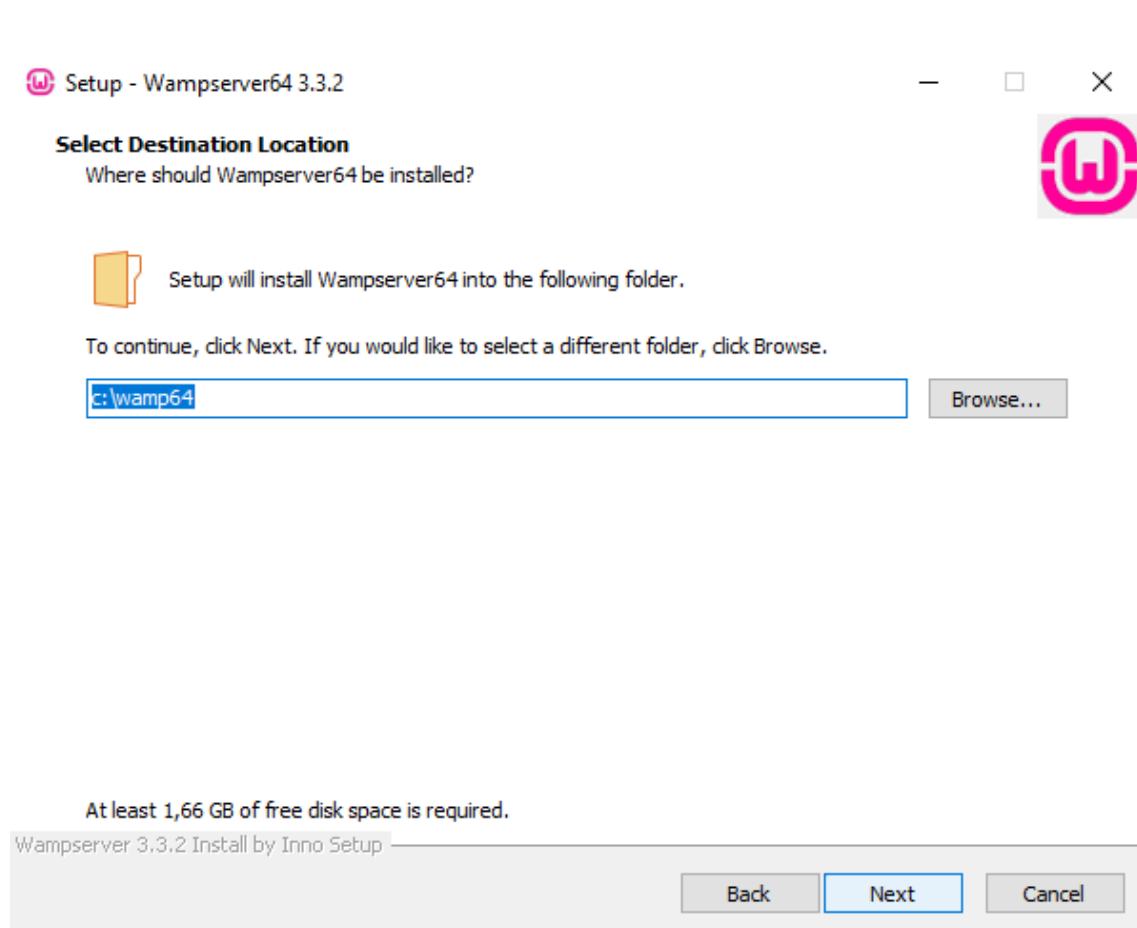 Setup - Wampserver64 3.3.2
Select Destination Location
Where should Wampserver64 be installed?
Setup will install Wampserver64 into the following folder.
To continue, click Next. If you would like to select a different folder, click Browse.
c:\wamp64
Browse...
At least 1,66 GB of free disk space is required.
Wampserver 3.3.2 Install by Inno Setup
Back Next Cancel